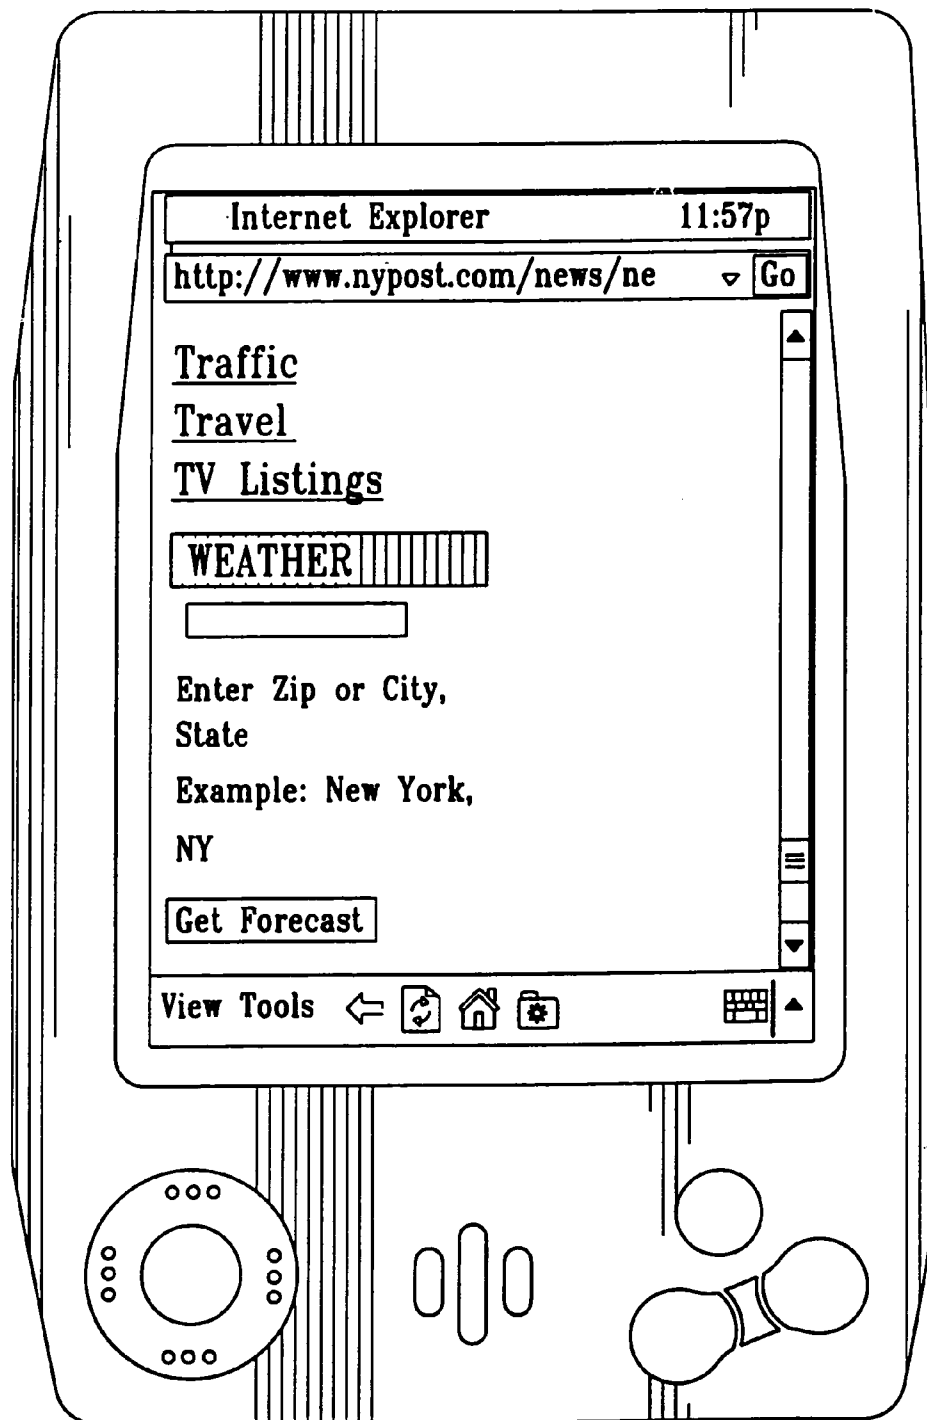 Internet Explorer 11:57p
http://www.nypost.com/news/ne Go
Traffic
Travel
TV Listings
WEATHER
Enter Zip or City,
State
Example: New York,
NY
Get Forecast
View Tools